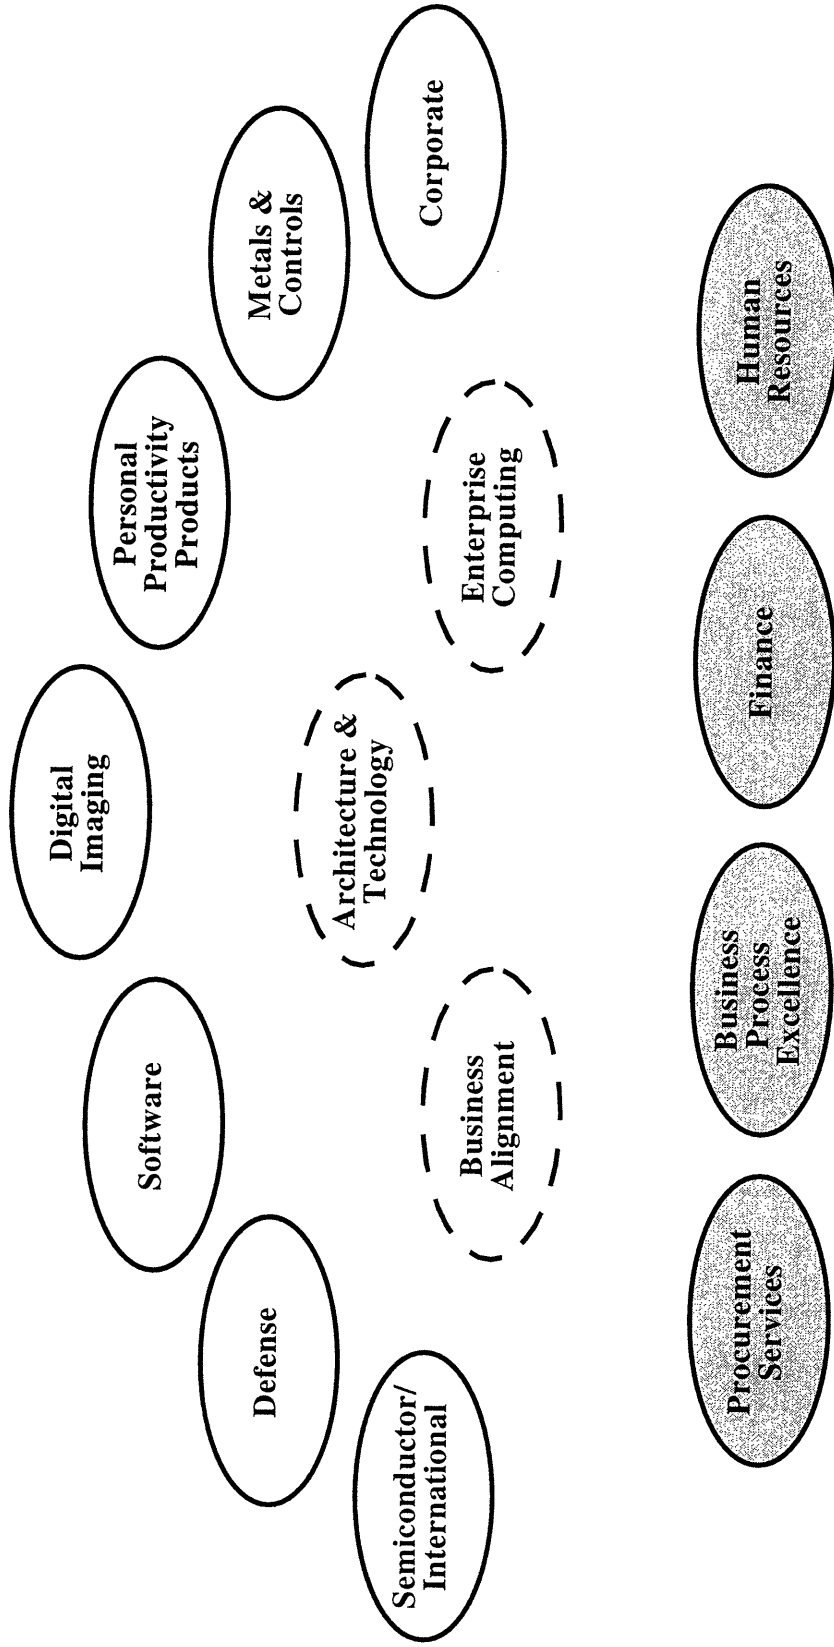 Digital
Imaging
Software
Personal
Productivity
Products
Defense
Metals &
Controls
Semiconductor/
International
Corporate
Architecture &
Technology
Business
Alignment
Enterprise
Computing
Procurement
Services
Business
Process
Excellence
Finance
Human
Resources